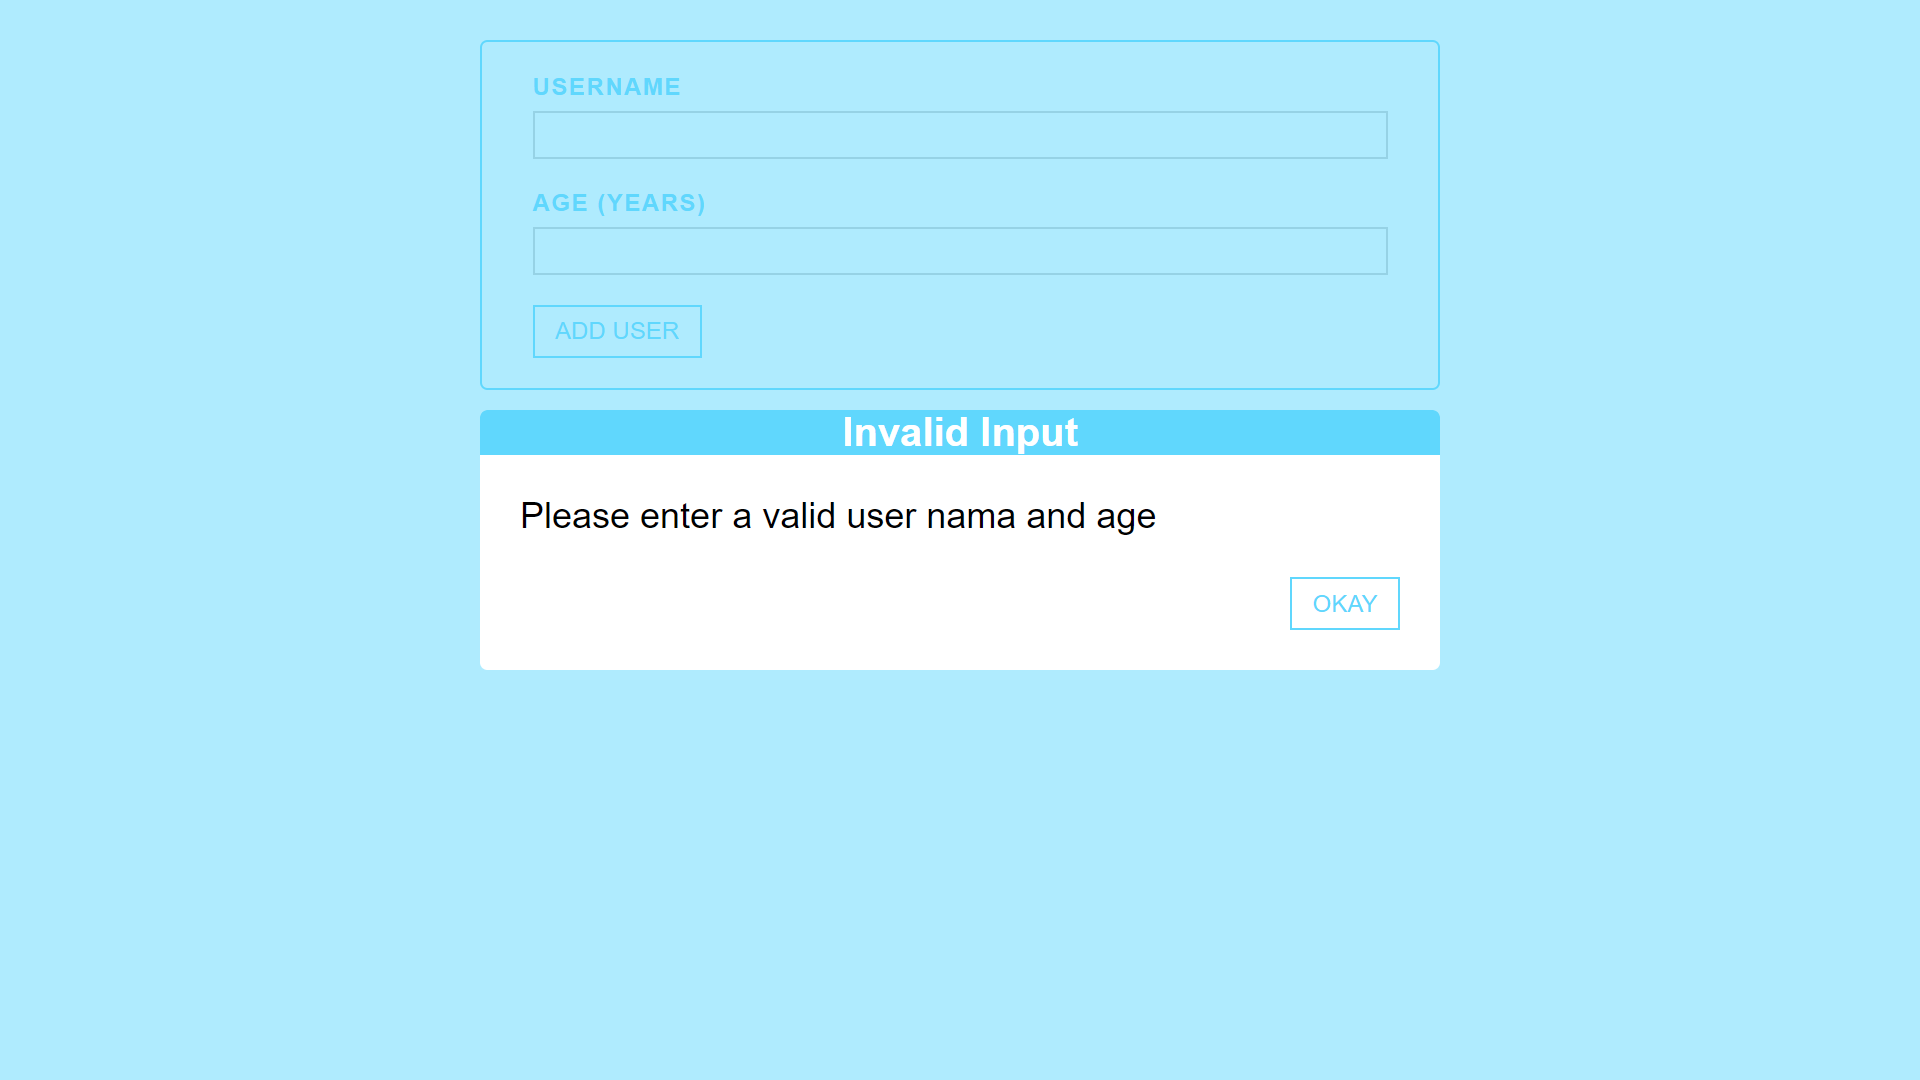 USERNAME
AGE (YEARS)
ADD USER
Invalid Input
Please enter a valid user nama and age
OKAY